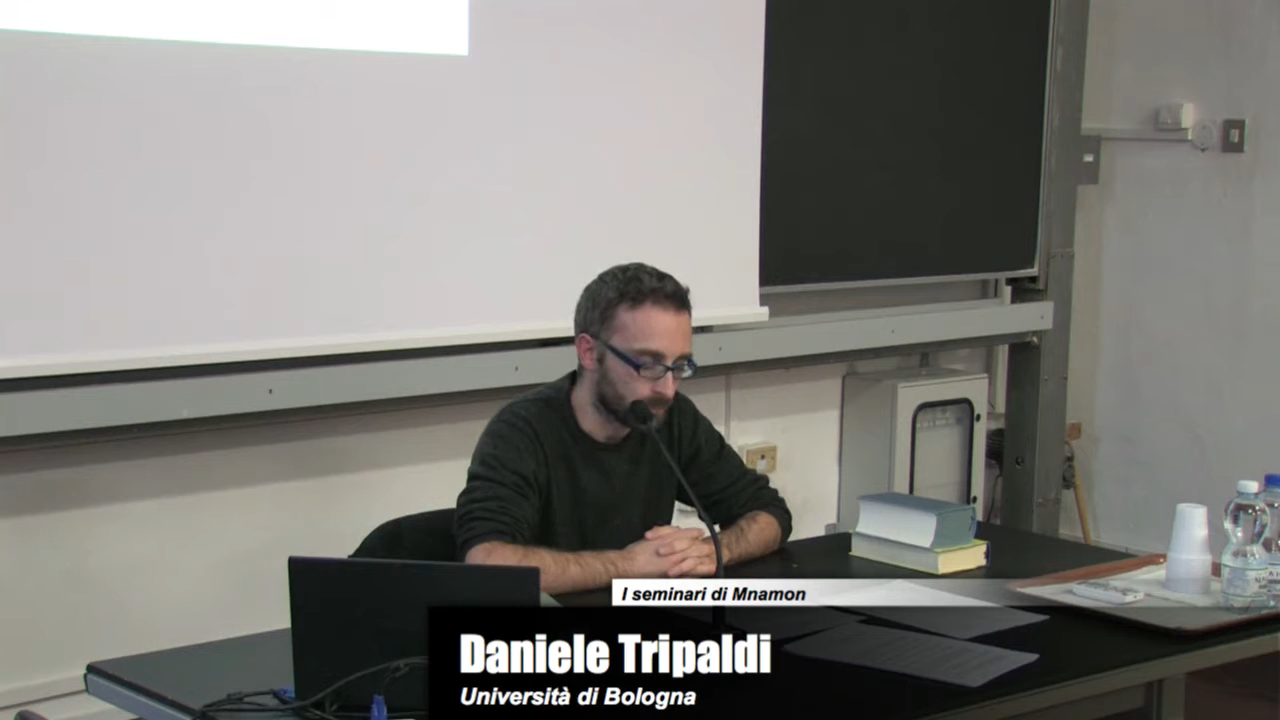 I seminari di Mnamon
Daniele Tripaldi
Università di Bologna